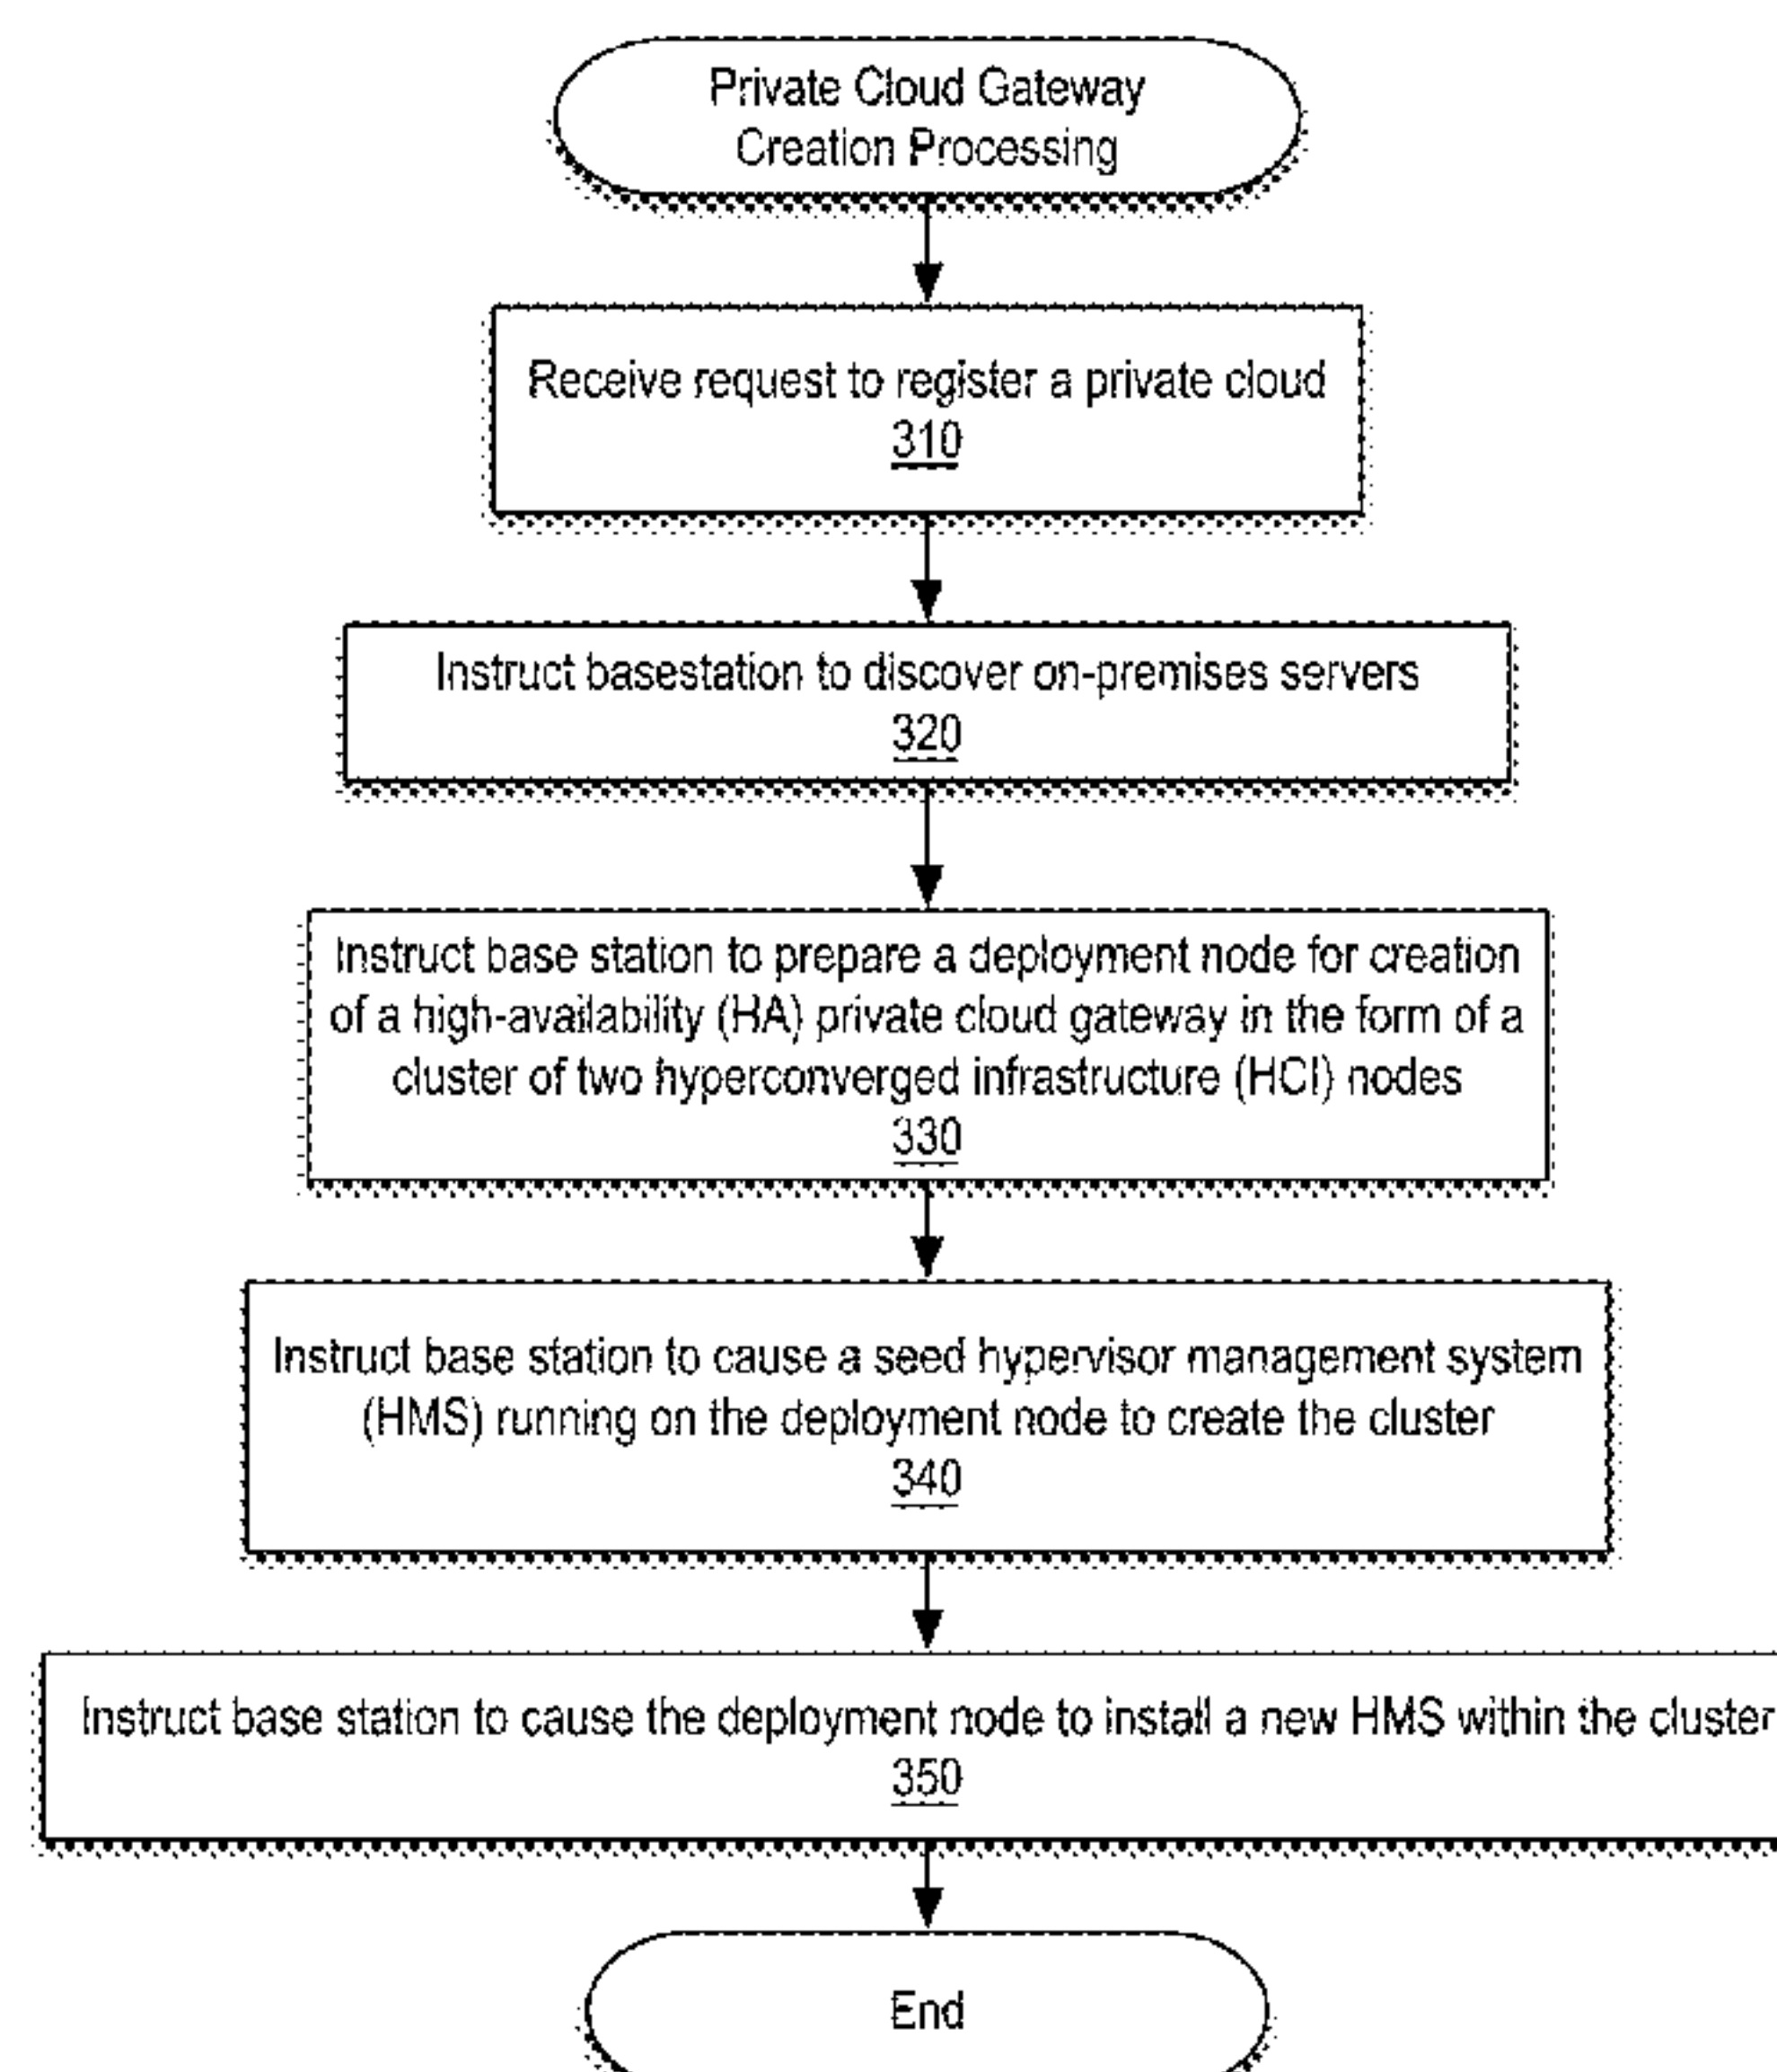 Private Cloud Gateway
Creation Processing
Receive request to register a private cloud
310
Instruct basestation to discover on-premises servers
320
Instruct base station to prepare a deployment node for creation
of a high-availability (HA) private cloud gateway in the form of a
cluster of two hyperconverged infrastructure (HCI) nodes
330
Instruct base station to cause a seed hypervisor management system
(HMS) running on the deployment node to create the cluster
340
Instruct base station to cause the deployment node to install a new HMS within the cluster
350
End